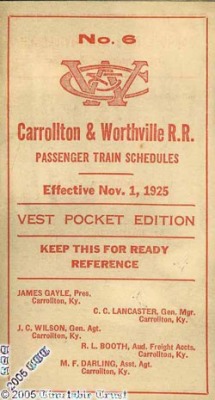 No. 6
Carrollton & Worthville R.R.
PASSENGER TRAIN SCHEDULES
Effective Nov. 1, 1925
VEST POCKET EDITION
KEEP THIS FOR READY
REFERENCE
JAMES GAYLE, Pres.
Carrollton, Ky.
C. C. LANCASTER, Gen. Mgr.
Carrollton, Ky.
J. C. WILSON, Gen. Agt.
Carrollton, Ky.
R. L. BOOTH, Aud. Freight Accts.
Carrollton, Ky.
M. F. DARLING, Asst. Agt.
Carrollton, Ky.
2005
© 2005